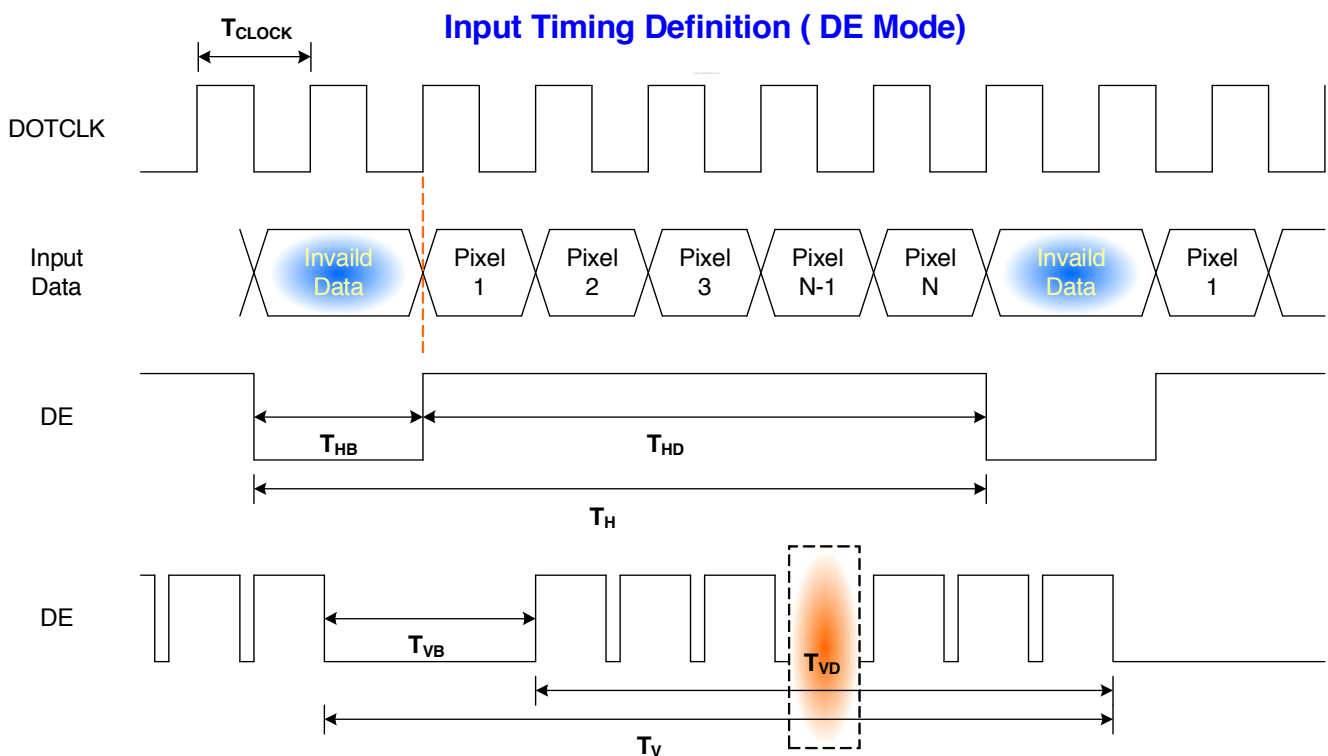 Input Timing Definition ( DE Mode)
TCLOCK
DOTCLK
Input
Data
Invaild
Data
Pixel
1
Pixel
2
Pixel
3
Pixel
N-1
Pixel
N
Invaild
Data
Pixel
1
DE
THB
THD
TH
DE
TVB
TVD
TV